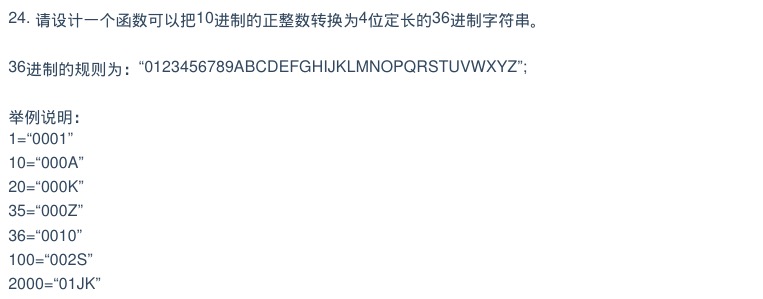 24. 请设计一个函数可以把10进制的正整数转换为4位定长的36进制字符串。
36进制的规则为：“0123456789ABCDEFGHIJKLMNOPQRSTUVWXYZ”;
举例说明：
1=“0001”
10=“000A”
20=“000K”
35=“000Z”
36=“0010”
100=“002S”
2000=“01JK”